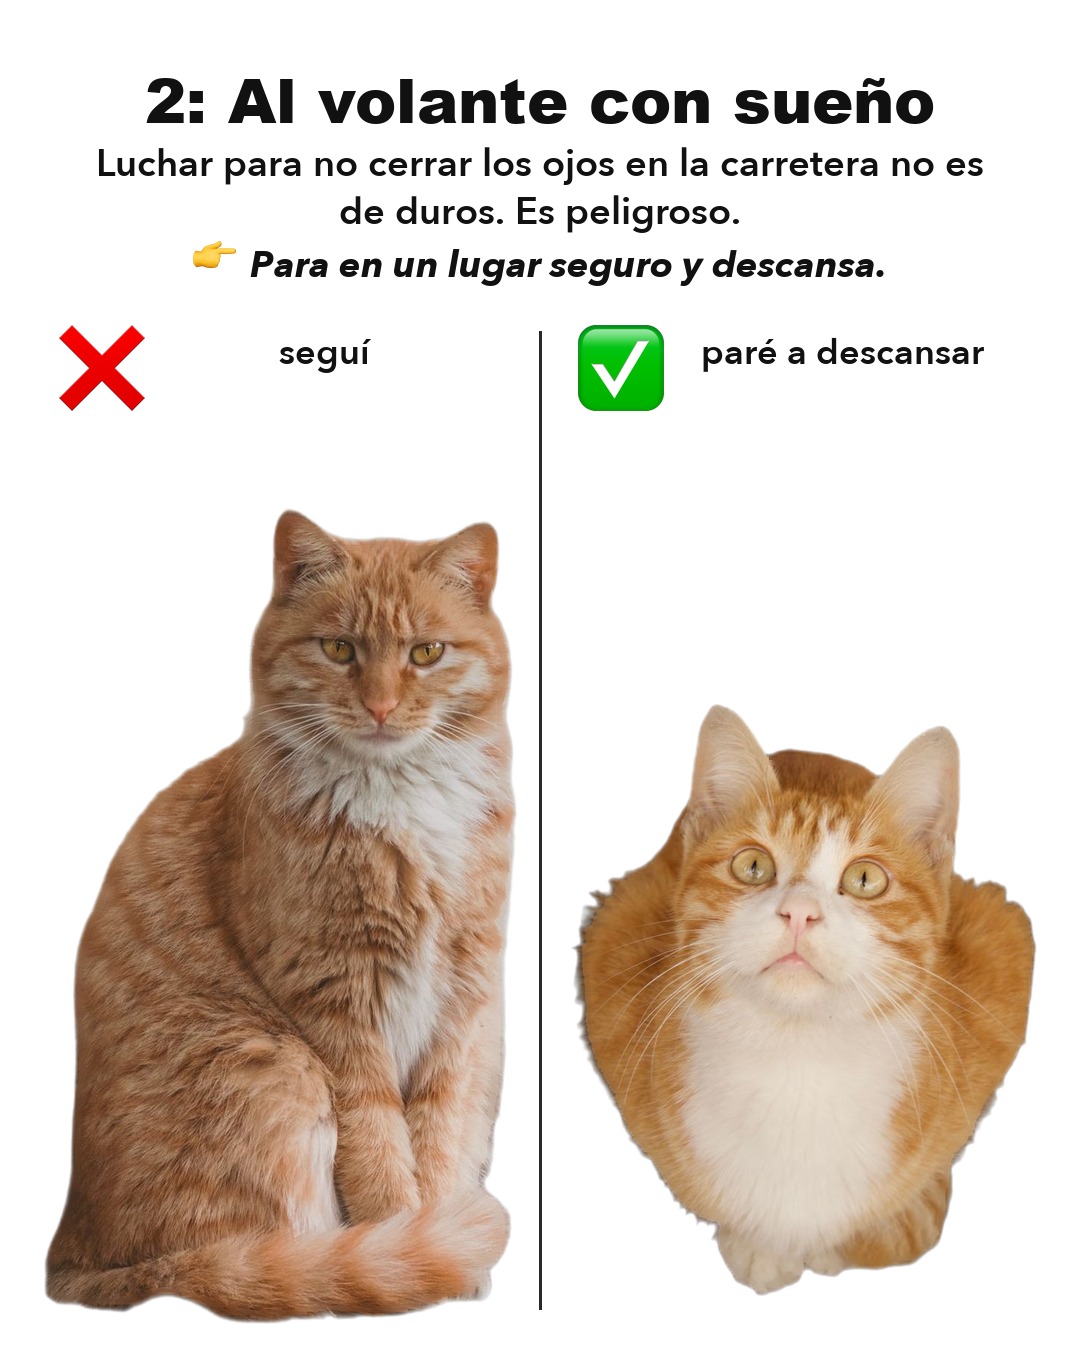 2: Al volante con sueño
Luchar para no cerrar los ojos en la carretera no es
de duros. Es peligroso.
👉 Para en un lugar seguro y descansa.
❌ seguí
✅ paré a descansar